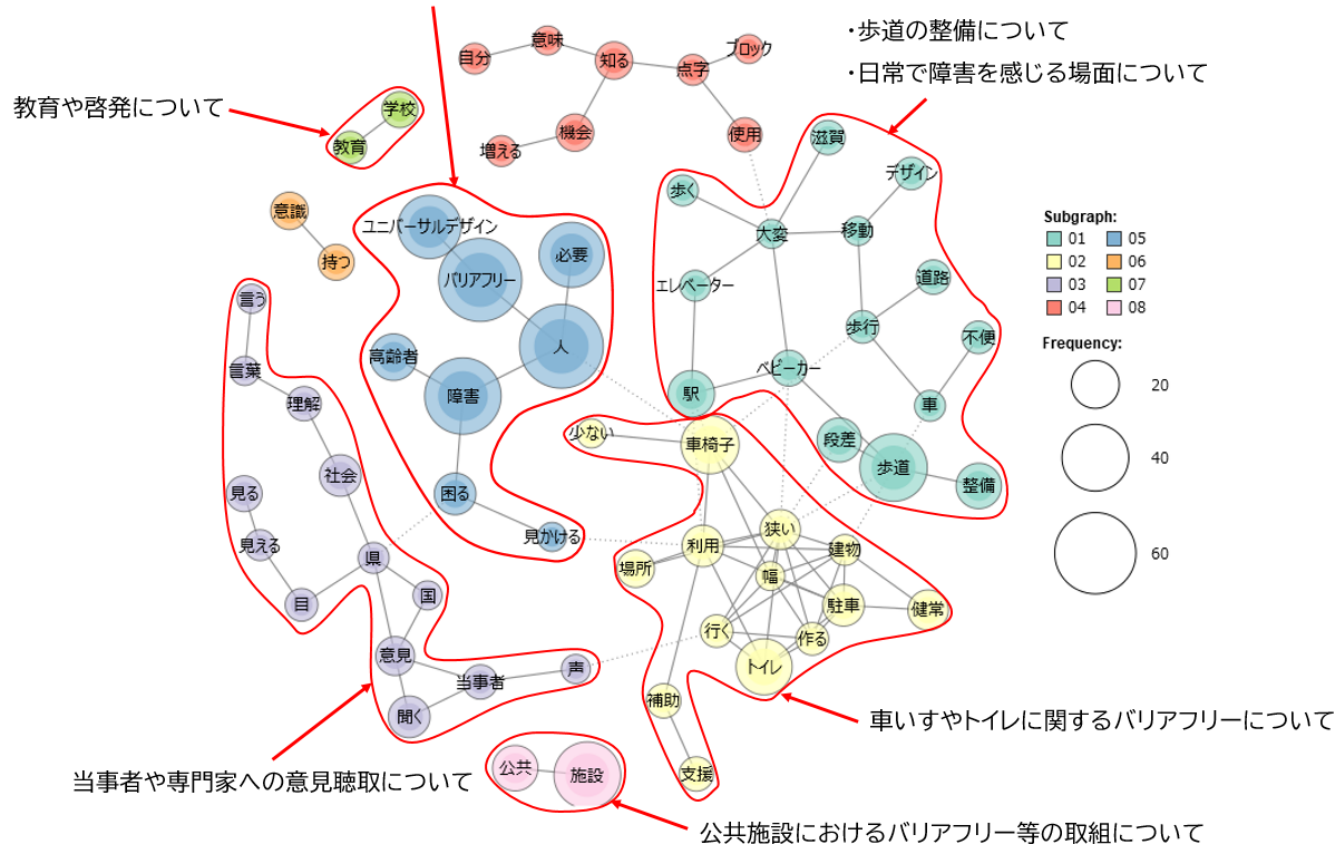 ・歩道の整備について
・日常で障害を感じる場面について
教育や啓発について
自分
意味
知る
点字
ブロック
増える
機会
使用
学校
教育
意識
持つ
ユニバーサルデザイン
バリアフリー
必要
人
高齢者
障害
困る
見かける
滋賀
デザイン
歩く
大変
移動
エレベーター
道路
歩行
不便
ベビーカー
駅
車
段差
歩道
整備
Subgraph:
01
05
02
06
03
07
04
08
Frequency:
20
40
60
言う
言葉
理解
社会
見る
見える
目
県
国
意見
当事者
声
聞く
少ない
車椅子
狭い
利用
建物
場所
幅
駐車
健常
行く
作る
トイレ
補助
支援
公共
施設
車いすやトイレに関するバリアフリーについて
当事者や専門家への意見聴取について
公共施設におけるバリアフリー等の取組について